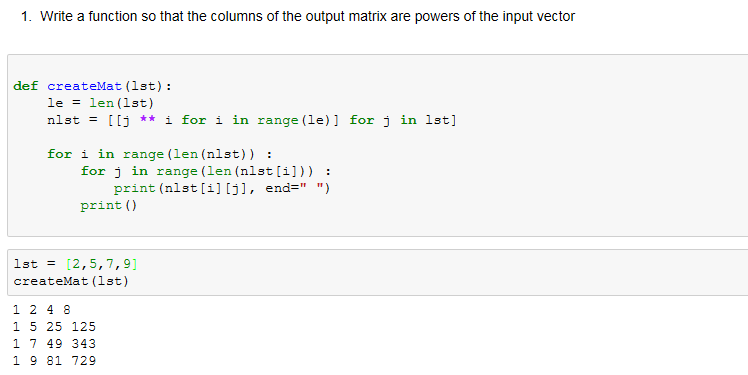 1. Write a function so that the columns of the output matrix are powers of the input vector
def createMat(lst):
    le = len(lst)
    nlst = [[j ** i for i in range(le)] for j in lst]
    for i in range(len(nlst)) :
        for j in range(len(nlst[i])) :
            print(nlst[i][j], end=" ")
        print()
lst = [2,5,7,9]
createMat(lst)
1 2 4 8
1 5 25 125
1 7 49 343
1 9 81 729